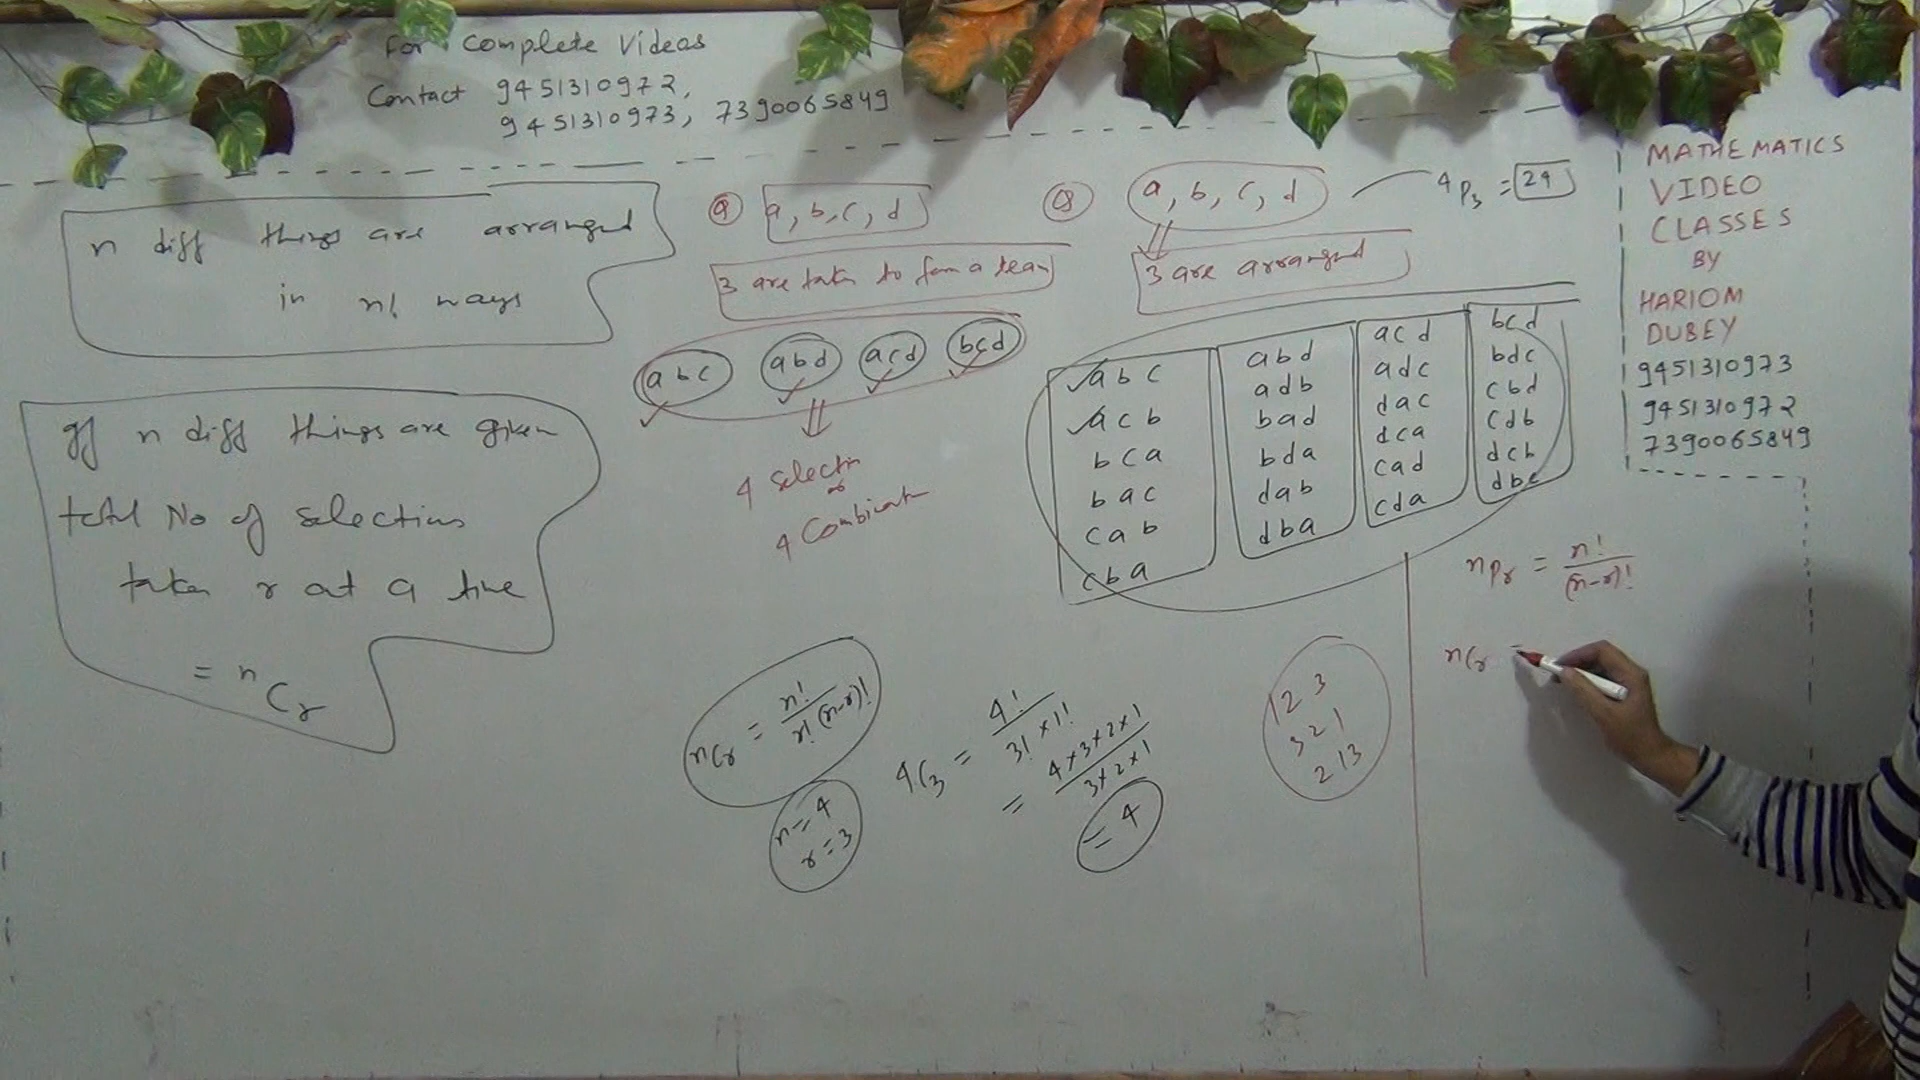 For Complete Videos
Contact 9451310972,
9451310973, 7390065849
n diff things are arranged
in n! ways
If n diff things are given
total No of selections
taken r at a time
= nCr
Q a, b, c, d
3 are taken to form a team
abc abd acd bcd
4 selectin
or
4 Combinatn
Q a, b, c, d
4P3 = 24
3 are arranged
abc
acb
bca
bac
cab
cba
abd
adb
bad
bda
dab
dba
acd
adc
dac
dca
cad
cda
bcd
bdc
cbd
cdb
dcb
dbc
nCr = n!/r!(n-r)!
n=4
r=3
4C3 = 4!/3!×1!
= 4×3×2×1/3×2×1
= 4
123
321
213
nPr = n!/(n-r)!
nCr =
MATHEMATICS
VIDEO
CLASSES
BY
HARIOM
DUBEY
9451310973
9451310972
7390065849